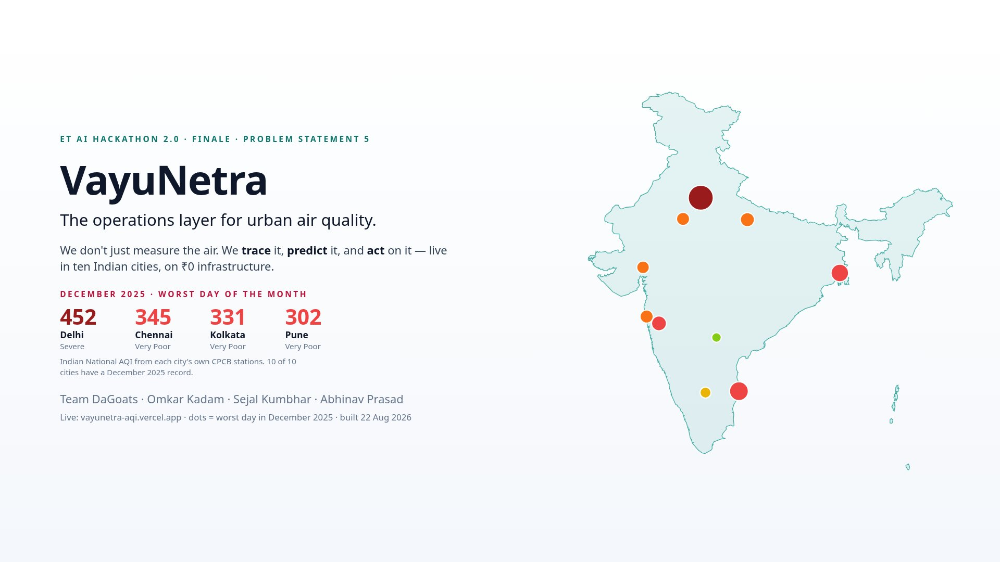 ET AI HACKATHON 2.0 · FINALE · PROBLEM STATEMENT 5
VayuNetra
The operations layer for urban air quality.
We don't just measure the air. We trace it, predict it, and act on it — live
in ten Indian cities, on ₹0 infrastructure.
DECEMBER 2025 · WORST DAY OF THE MONTH
452 345 331 302
Delhi Chennai Kolkata Pune
Severe Very Poor Very Poor Very Poor
Indian National AQI from each city's own CPCB stations. 10 of 10
cities have a December 2025 record.
Team DaGoats · Omkar Kadam · Sejal Kumbhar · Abhinav Prasad
Live: vayunetra-aqi.vercel.app · dots = worst day in December 2025 · built 22 Aug 2026